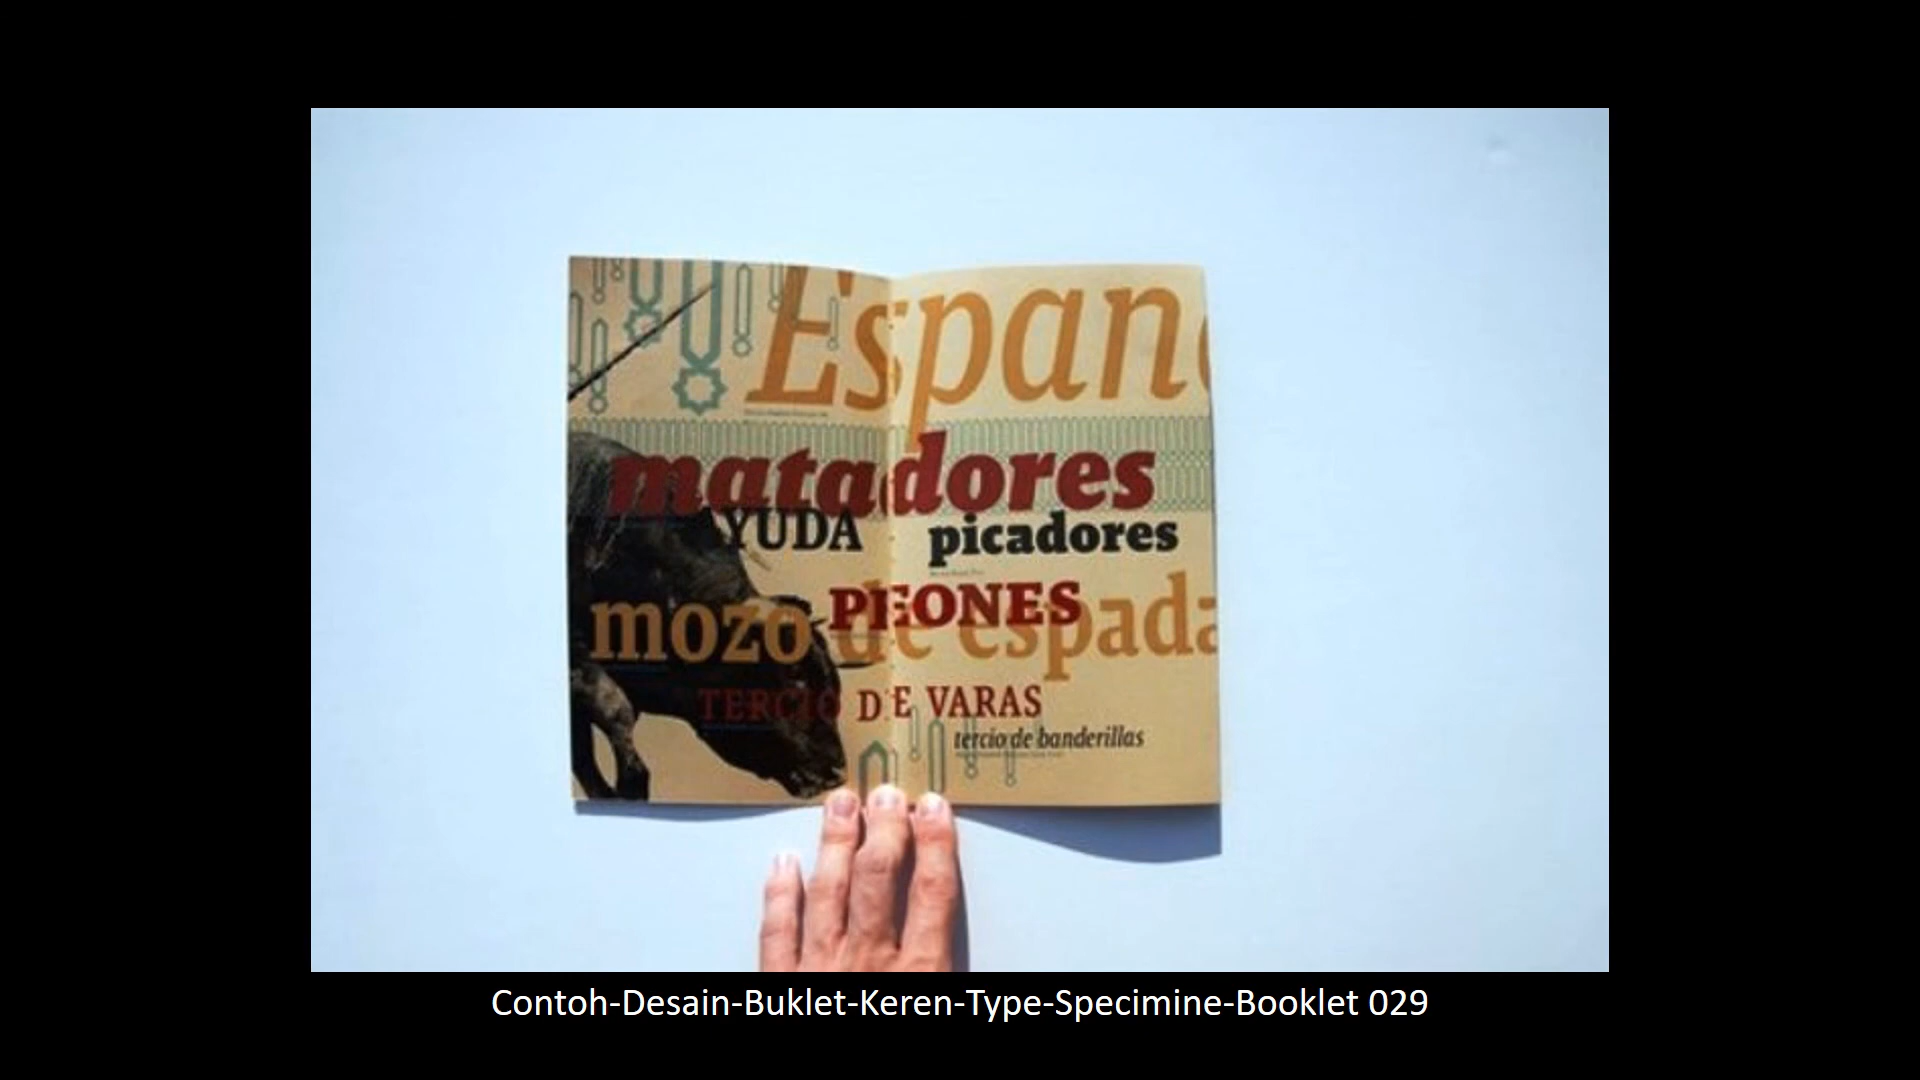 Espan
matadores
AYUDA picadores
PEONES
mozo de espada
TERCIO DE VARAS
tercio de banderillas
Contoh-Desain-Buklet-Keren-Type-Specimine-Booklet 029